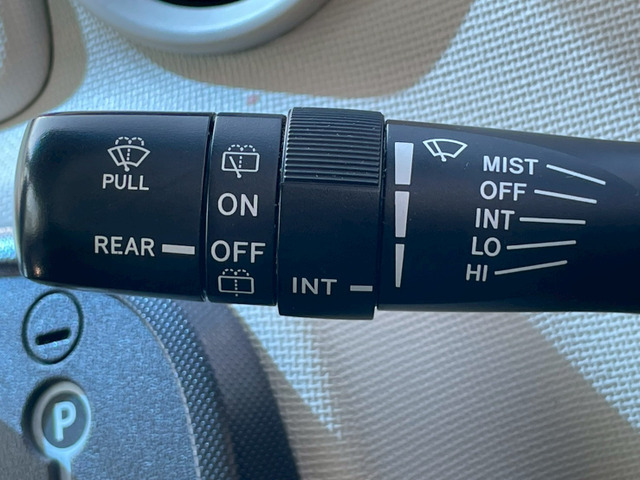 PULL
REAR
ON
OFF
INT
MIST
OFF
INT
LO
HI
P